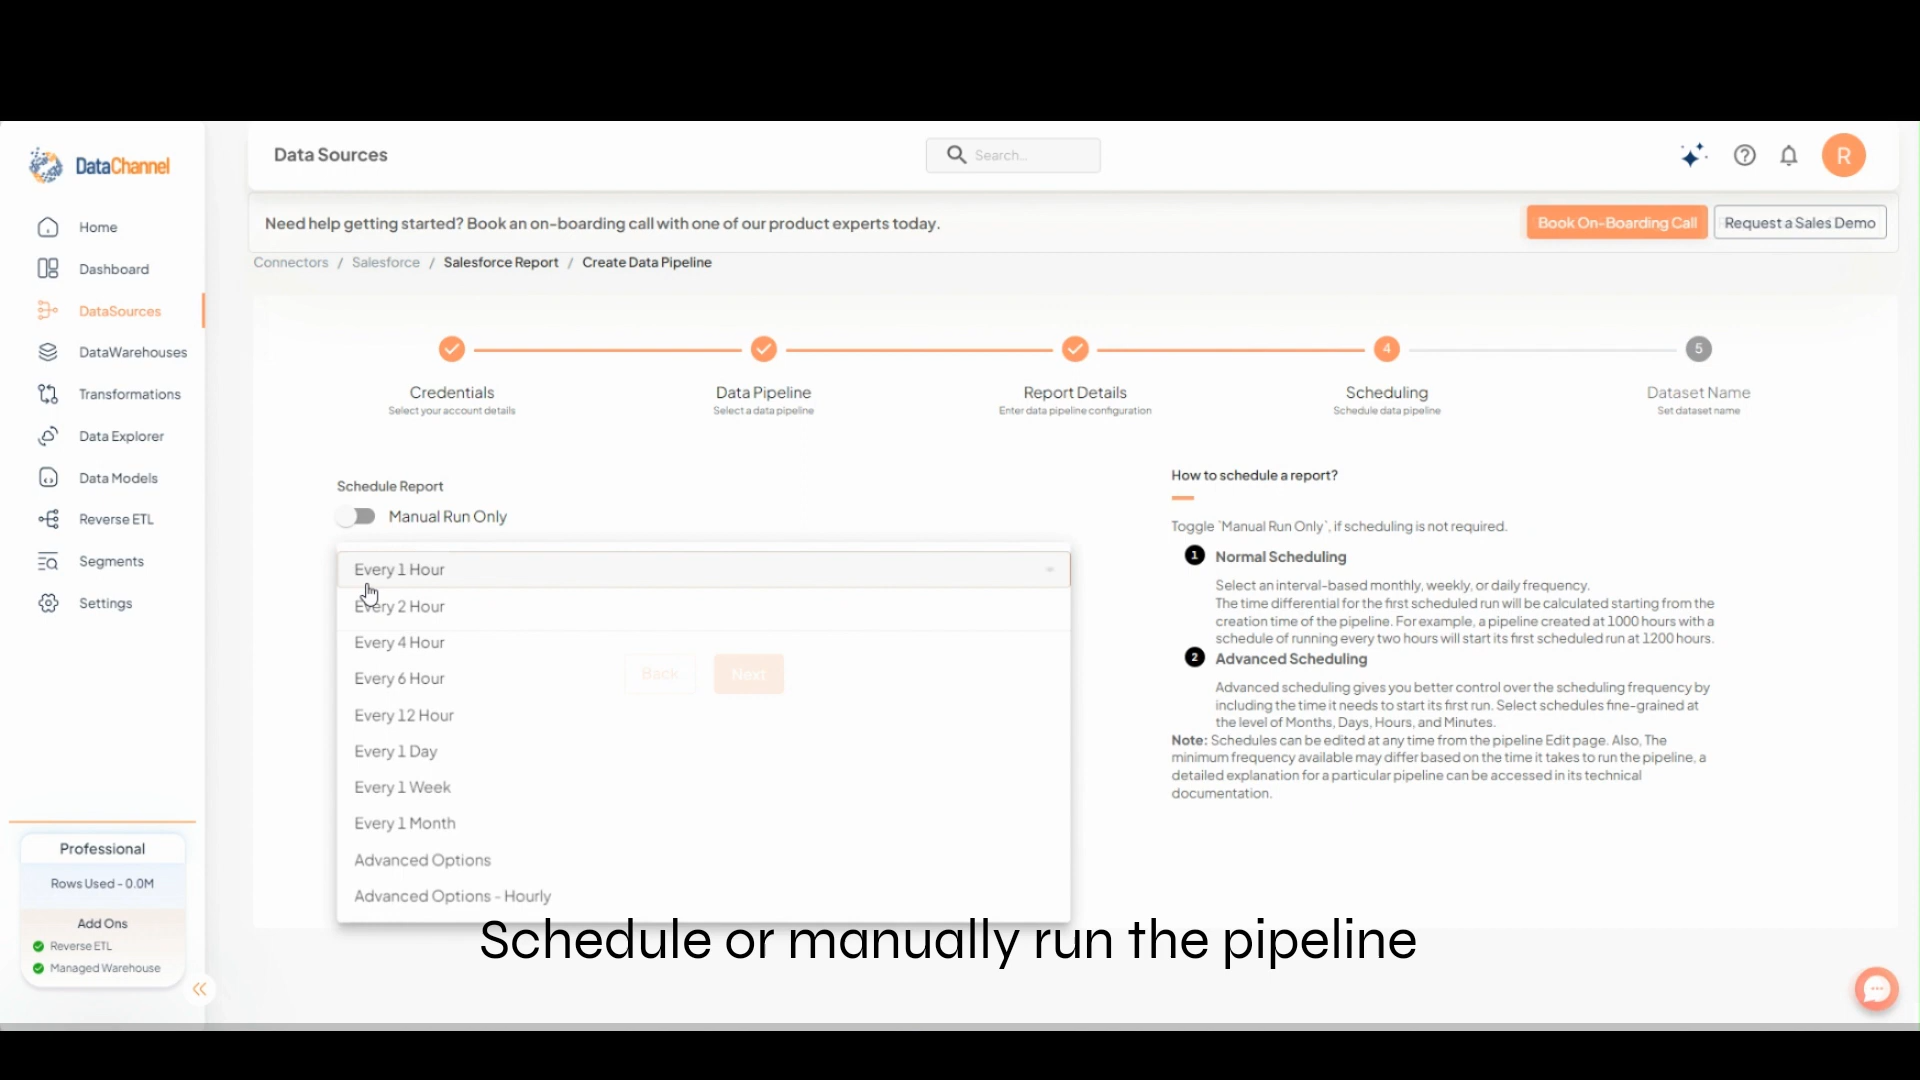 DataChannel
Data Sources
Search...
R
Need help getting started? Book an on-boarding call with one of our product experts today.
Book On-Boarding Call
Request a Sales Demo
Connectors / Salesforce / Salesforce Report / Create Data Pipeline
Home
Dashboard
DataSources
DataWarehouses
Transformations
Data Explorer
Data Models
Reverse ETL
Segments
Settings
Professional
Rows Used - 0.0M
Add Ons
Reverse ETL
Managed Warehouse
4
5
Credentials
Select your account details
Data Pipeline
Select a data pipeline
Report Details
Enter data pipeline configuration
Scheduling
Schedule data pipeline
Dataset Name
Set dataset name
Schedule Report
Manual Run Only
Every 1 Hour
Every 2 Hour
Every 4 Hour
Every 6 Hour
Every 12 Hour
Every 1 Day
Every 1 Week
Every 1 Month
Advanced Options
Advanced Options - Hourly
Back
Next
How to schedule a report?
Toggle `Manual Run Only`, if scheduling is not required.
1 Normal Scheduling
Select an interval-based monthly, weekly, or daily frequency.
The time differential for the first scheduled run will be calculated starting from the
creation time of the pipeline. For example, a pipeline created at 1000 hours with a
schedule of running every two hours will start its first scheduled run at 1200 hours.
2 Advanced Scheduling
Advanced scheduling gives you better control over the scheduling frequency by
including the time it needs to start its first run. Select schedules fine-grained at
the level of Months, Days, Hours, and Minutes.
Note: Schedules can be edited at any time from the pipeline Edit page. Also, The
minimum frequency available may differ based on the time it takes to run the pipeline, a
detailed explanation for a particular pipeline can be accessed in its technical
documentation.
Schedule or manually run the pipeline